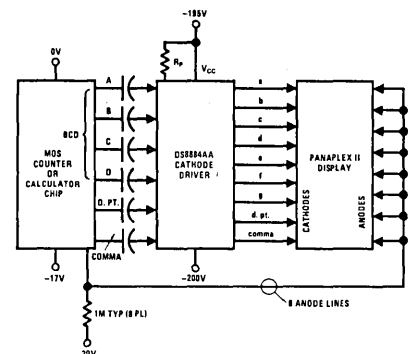 -195V
0V
RP
VCC
A
B
C
D
BCD
D. PT.
COMMA
MOS
COUNTER
OR
CALCULATOR
CHIP
DS8884AA
CATHODE
DRIVER
a
b
c
d
e
f
g
d. pt.
comma
CATHODES
PANAPLEX II
DISPLAY
ANODES
-17V
-200V
8 ANODE LINES
1M TYP (8 PL)